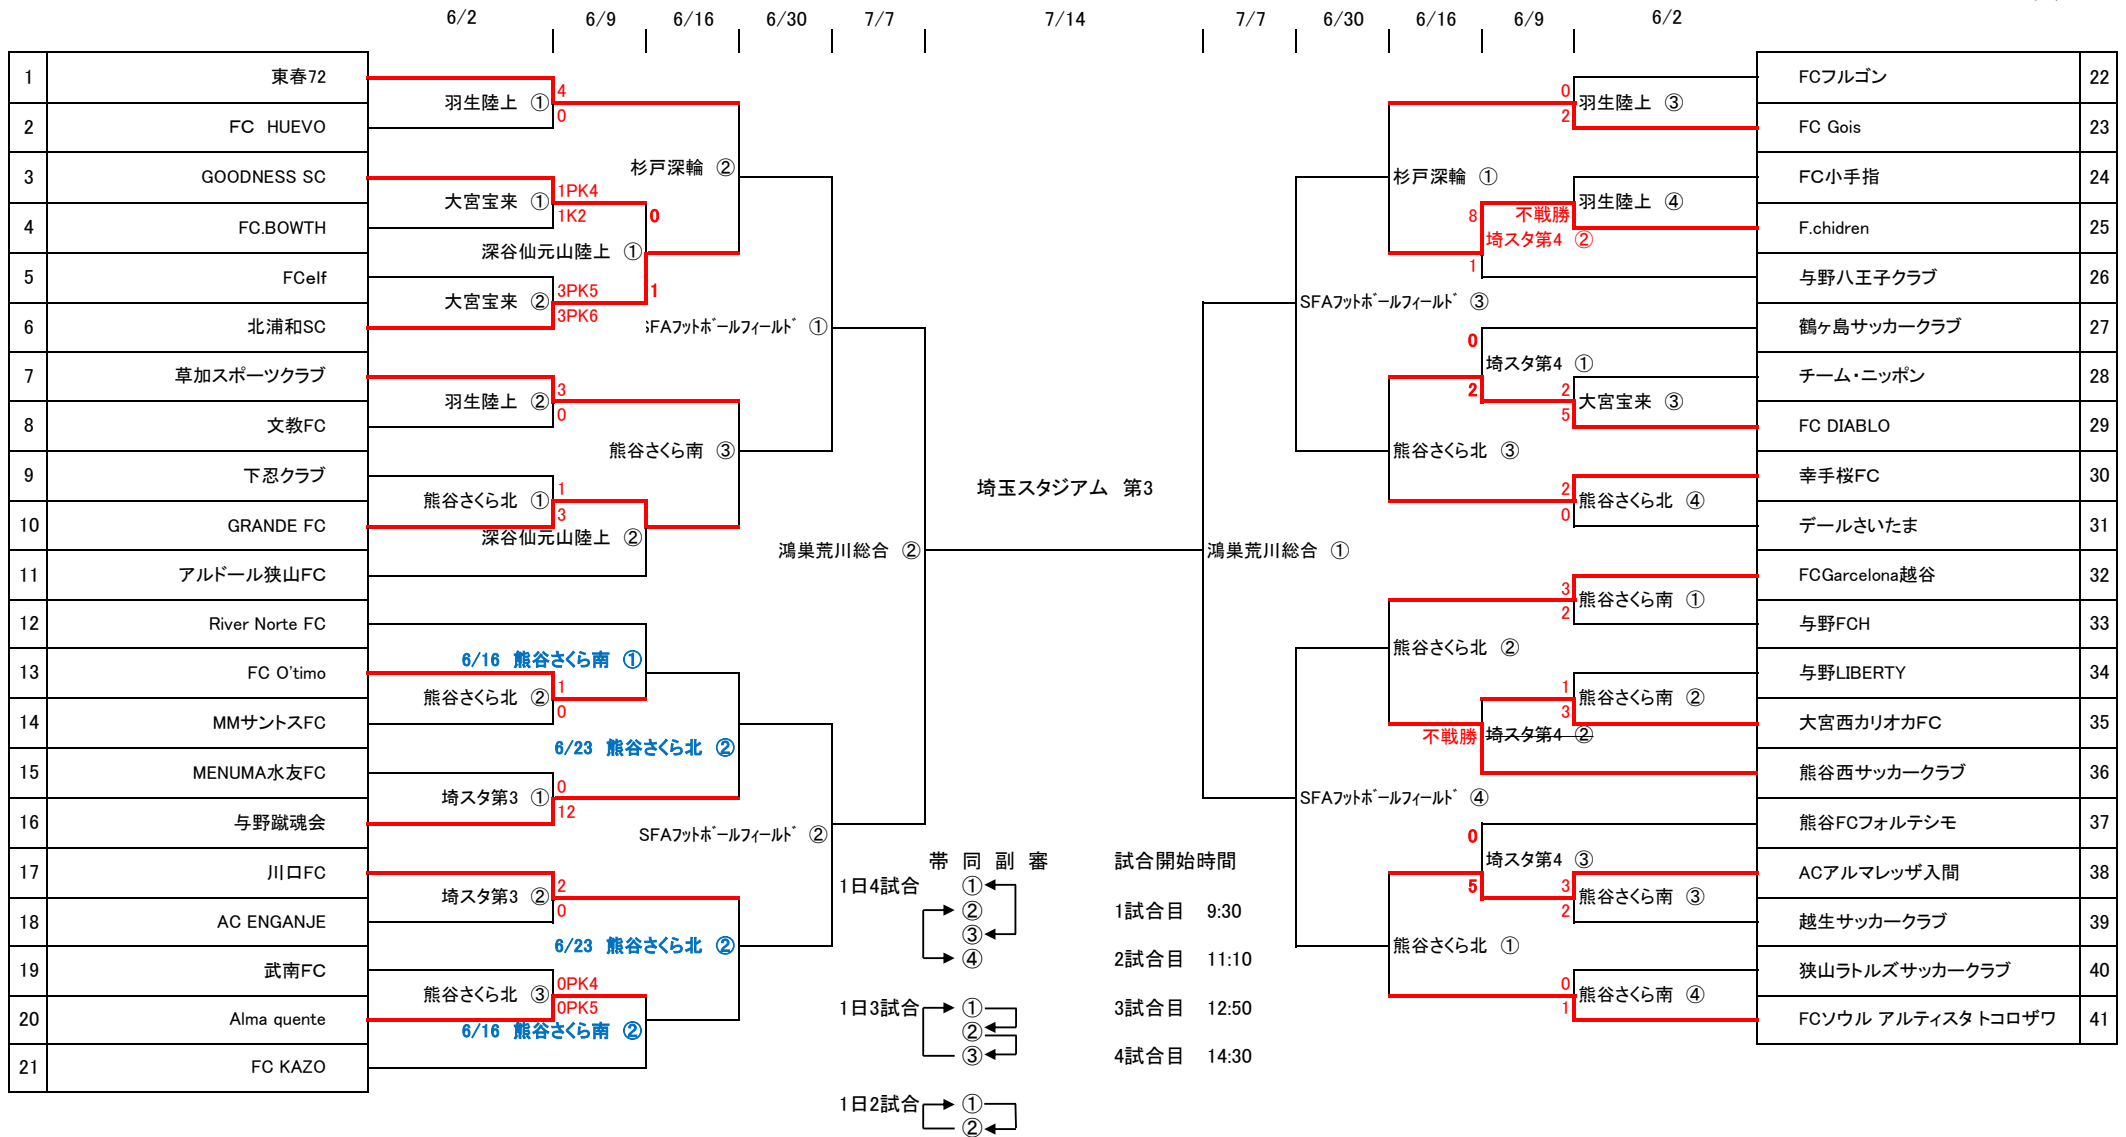 6/2 6/9 6/16 6/30 7/7 7/14 7/7 6/30 6/16 6/9 6/2
1 東春72
羽生陸上 ①
4
0
2 FC HUEVO
杉戸深輪 ②
3 GOODNESS SC
大宮宝来 ①
1PK4
1K2
4 FC.BOWTH
0
深谷仙元山陸上 ①
1
5 FCelf
大宮宝来 ②
3PK5
3PK6
6 北浦和SC
SFAフットボールフィールド ①
7 草加スポーツクラブ
羽生陸上 ②
3
0
8 文教FC
熊谷さくら南 ③
9 下忍クラブ
熊谷さくら北 ①
1
3
10 GRANDE FC
深谷仙元山陸上 ②
11 アルドール狭山FC
鴻巣荒川総合 ②
12 River Norte FC
6/16 熊谷さくら南 ①
13 FC O'timo
熊谷さくら北 ②
1
0
14 MMサントスFC
6/23 熊谷さくら北 ②
15 MENUMA水友FC
埼スタ第3 ①
0
12
16 与野蹴魂会
SFAフットボールフィールド ②
17 川口FC
埼スタ第3 ②
2
0
18 AC ENGANJE
6/23 熊谷さくら北 ②
19 武南FC
熊谷さくら北 ③
0PK4
0PK5
20 Alma quente
6/16 熊谷さくら南 ②
21 FC KAZO
埼玉スタジアム 第3
帯 同 副 審
1日4試合
①
②
③
④
1日3試合
①
②
③
1日2試合
①
②
試合開始時間
1試合目 9:30
2試合目 11:10
3試合目 12:50
4試合目 14:30
FCフルゴン 22
0
2
羽生陸上 ③
FC Gois 23
杉戸深輪 ①
FC小手指 24
羽生陸上 ④
不戦勝
8
F.chidren 25
埼スタ第4 ②
1
与野八王子クラブ 26
SFAフットボールフィールド ③
鶴ヶ島サッカークラブ 27
0
埼スタ第4 ①
2
チーム・ニッポン 28
2
5
大宮宝来 ③
FC DIABLO 29
熊谷さくら北 ③
幸手桜FC 30
2
0
熊谷さくら北 ④
デールさいたま 31
鴻巣荒川総合 ①
FCGarcelona越谷 32
3
2
熊谷さくら南 ①
与野FCH 33
熊谷さくら北 ②
与野LIBERTY 34
1
3
熊谷さくら南 ②
大宮西カリオカFC 35
不戦勝
埼スタ第4 ②
熊谷西サッカークラブ 36
SFAフットボールフィールド ④
熊谷FCフォルテシモ 37
0
埼スタ第4 ③
5
ACアルマレッザ入間 38
3
2
熊谷さくら南 ③
越生サッカークラブ 39
熊谷さくら北 ①
狭山ラトルズサッカークラブ 40
0
1
熊谷さくら南 ④
FCソウル アルティスタトコロザワ 41